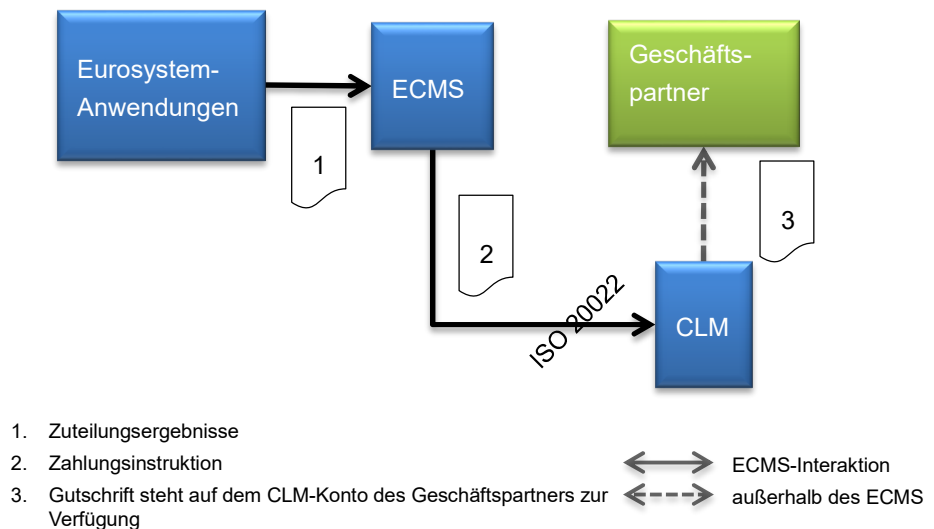 Eurosystem-
Anwendungen
ECMS
Geschäfts-
partner
1
2
3
ISO 20022
CLM
1. Zuteilungsergebnisse
2. Zahlungsinstruktion
3. Gutschrift steht auf dem CLM-Konto des Geschäftspartners zur
Verfügung
ECMS-Interaktion
außerhalb des ECMS